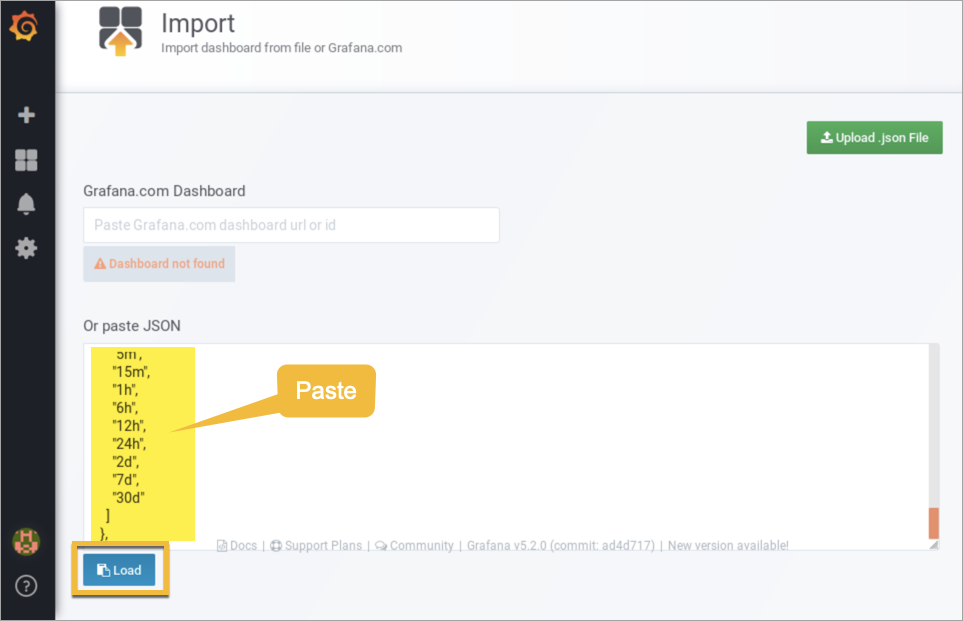 Import
Import dashboard from file or Grafana.com
Upload .json File
Grafana.com Dashboard
Paste Grafana.com dashboard url or id
Dashboard not found
Or paste JSON
5m",
"15m",
"1h",
"6h",
"12h",
"24h",
"2d",
"7d",
"30d"
]
},
Paste
Docs | Support Plans | Community | Grafana v5.2.0 (commit: ad4d717) | New version available!
Load